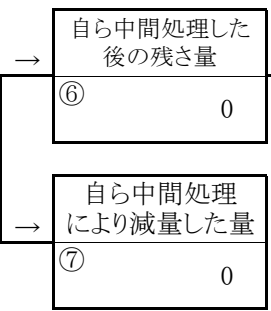 自ら中間処理した
後の残さ量
→
⑥
0
自ら中間処理
により減量した量
→
⑦
0